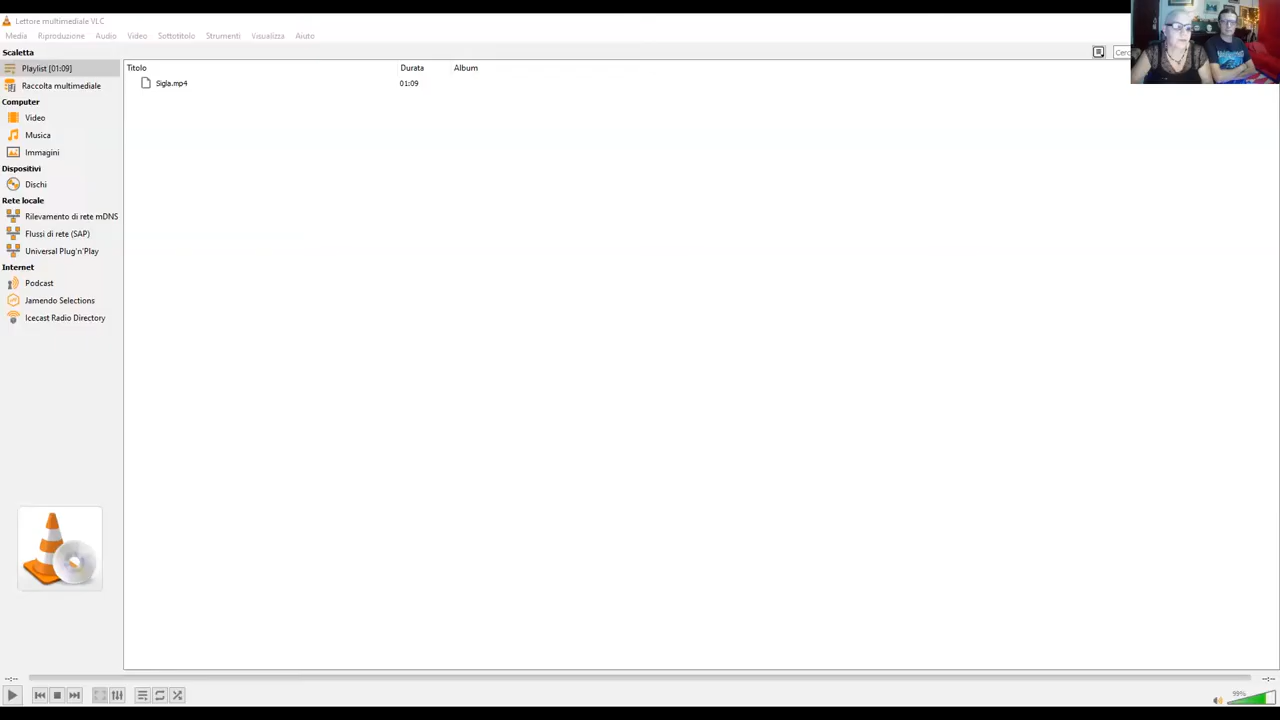 Lettore multimediale VLC
Media Riproduzione Audio Video Sottotitolo Strumenti Visualizza Aiuto
Scaletta
Cerc
Playlist [01:09]
Titolo Durata Album
Sigla.mp4 01:09
Raccolta multimediale
Computer
Video
Musica
Immagini
Dispositivi
Dischi
Rete locale
Rilevamento di rete mDNS
Flussi di rete (SAP)
Universal Plug'n'Play
Internet
Podcast
Jamendo Selections
Icecast Radio Directory
--:-- --:--
99%